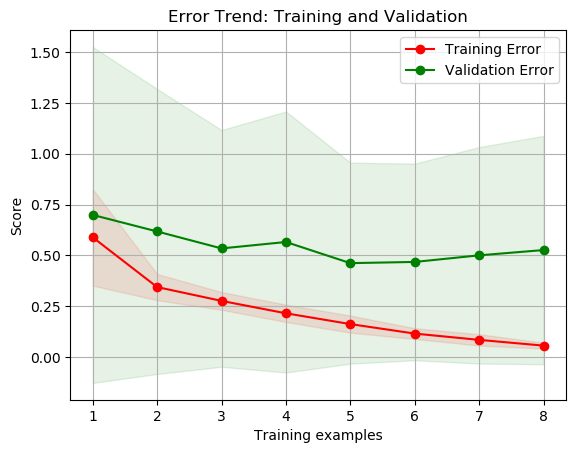 Error Trend: Training and Validation
Training Error
Validation Error
Score
1.50
1.25
1.00
0.75
0.50
0.25
0.00
1 2 3 4 5 6 7 8
Training examples